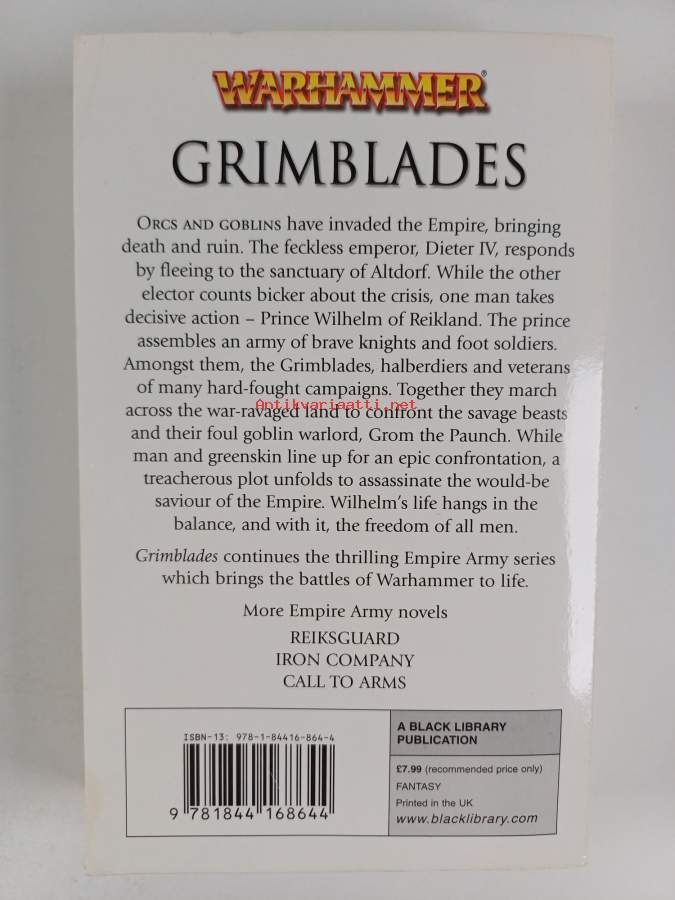 WARHAMMER®
GRIMBLADES
ORCS AND GOBLINS have invaded the Empire, bringing
death and ruin. The feckless emperor, Dieter IV, responds
by fleeing to the sanctuary of Altdorf. While the other
elector counts bicker about the crisis, one man takes
decisive action – Prince Wilhelm of Reikland. The prince
assembles an army of brave knights and foot soldiers.
Amongst them, the Grimblades, halberdiers and veterans
of many hard-fought campaigns. Together they march
Antikvariaatti.net
across the war-ravaged land to confront the savage beasts
and their foul goblin warlord, Grom the Paunch. While
man and greenskin line up for an epic confrontation, a
treacherous plot unfolds to assassinate the would-be
saviour of the Empire. Wilhelm's life hangs in the
balance, and with it, the freedom of all men.
Grimblades continues the thrilling Empire Army series
which brings the battles of Warhammer to life.
More Empire Army novels
REIKSGUARD
IRON COMPANY
CALL TO ARMS
ISBN-13: 978-1-84416-864-4
9 781844 168644
A BLACK LIBRARY
PUBLICATION
£7.99 (recommended price only)
FANTASY
Printed in the UK
www.blacklibrary.com